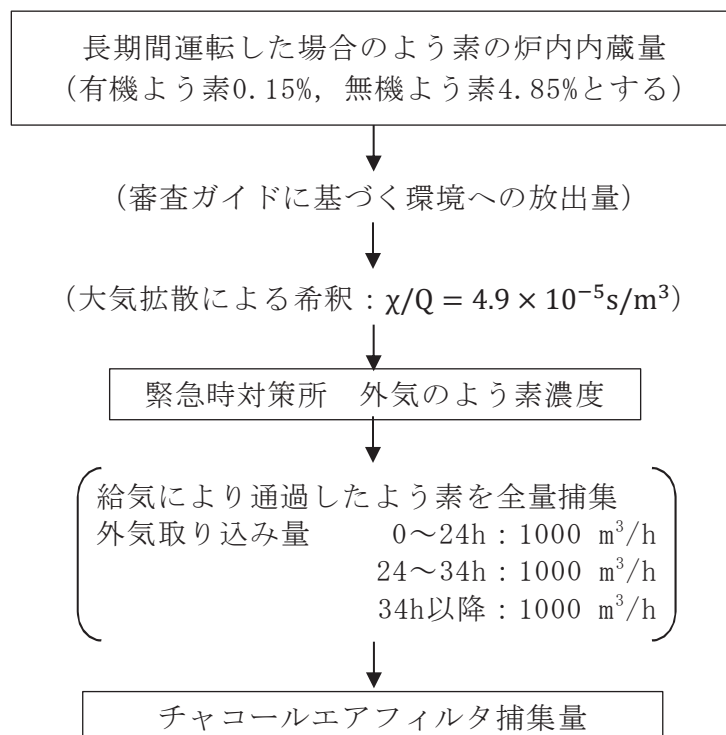 長期間運転した場合のよう素の炉内内蔵量
(有機よう素0.15%, 無機よう素4.85%とする)
(審査ガイドに基づく環境への放出量)
(大気拡散による希釈：χ/Q = 4.9 × 10⁻⁵s/m³)
緊急時対策所　外気のよう素濃度
給気により通過したよう素を全量捕集
外気取り込み量　0～24h：1000 m³/h
24～34h：1000 m³/h
34h以降：1000 m³/h
チャコールエアフィルタ捕集量